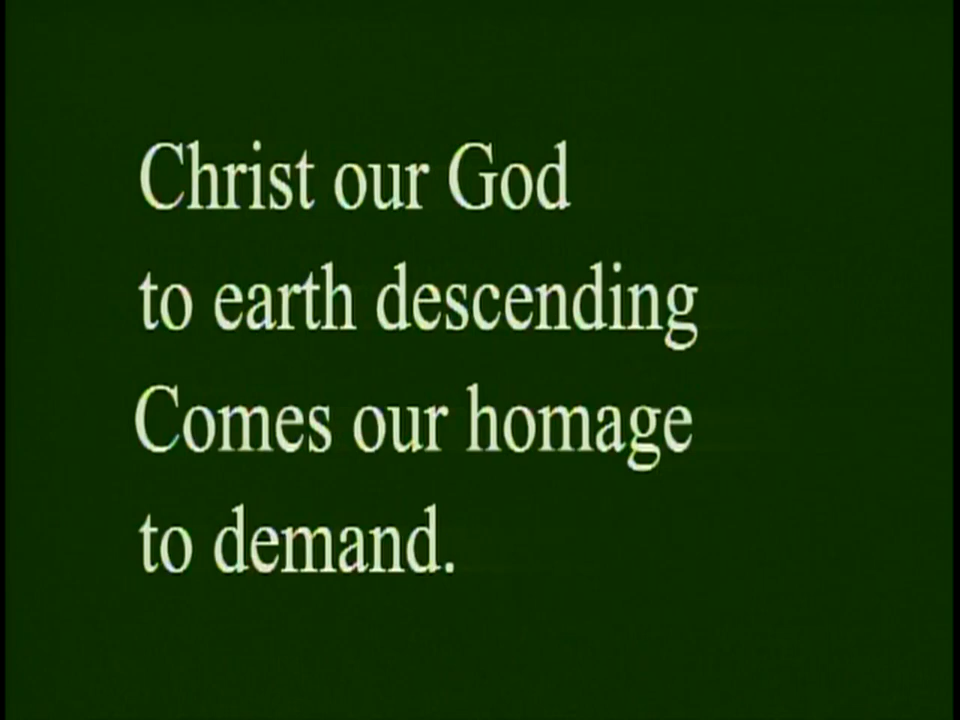 Christ our God
to earth descending
Comes our homage
to demand.